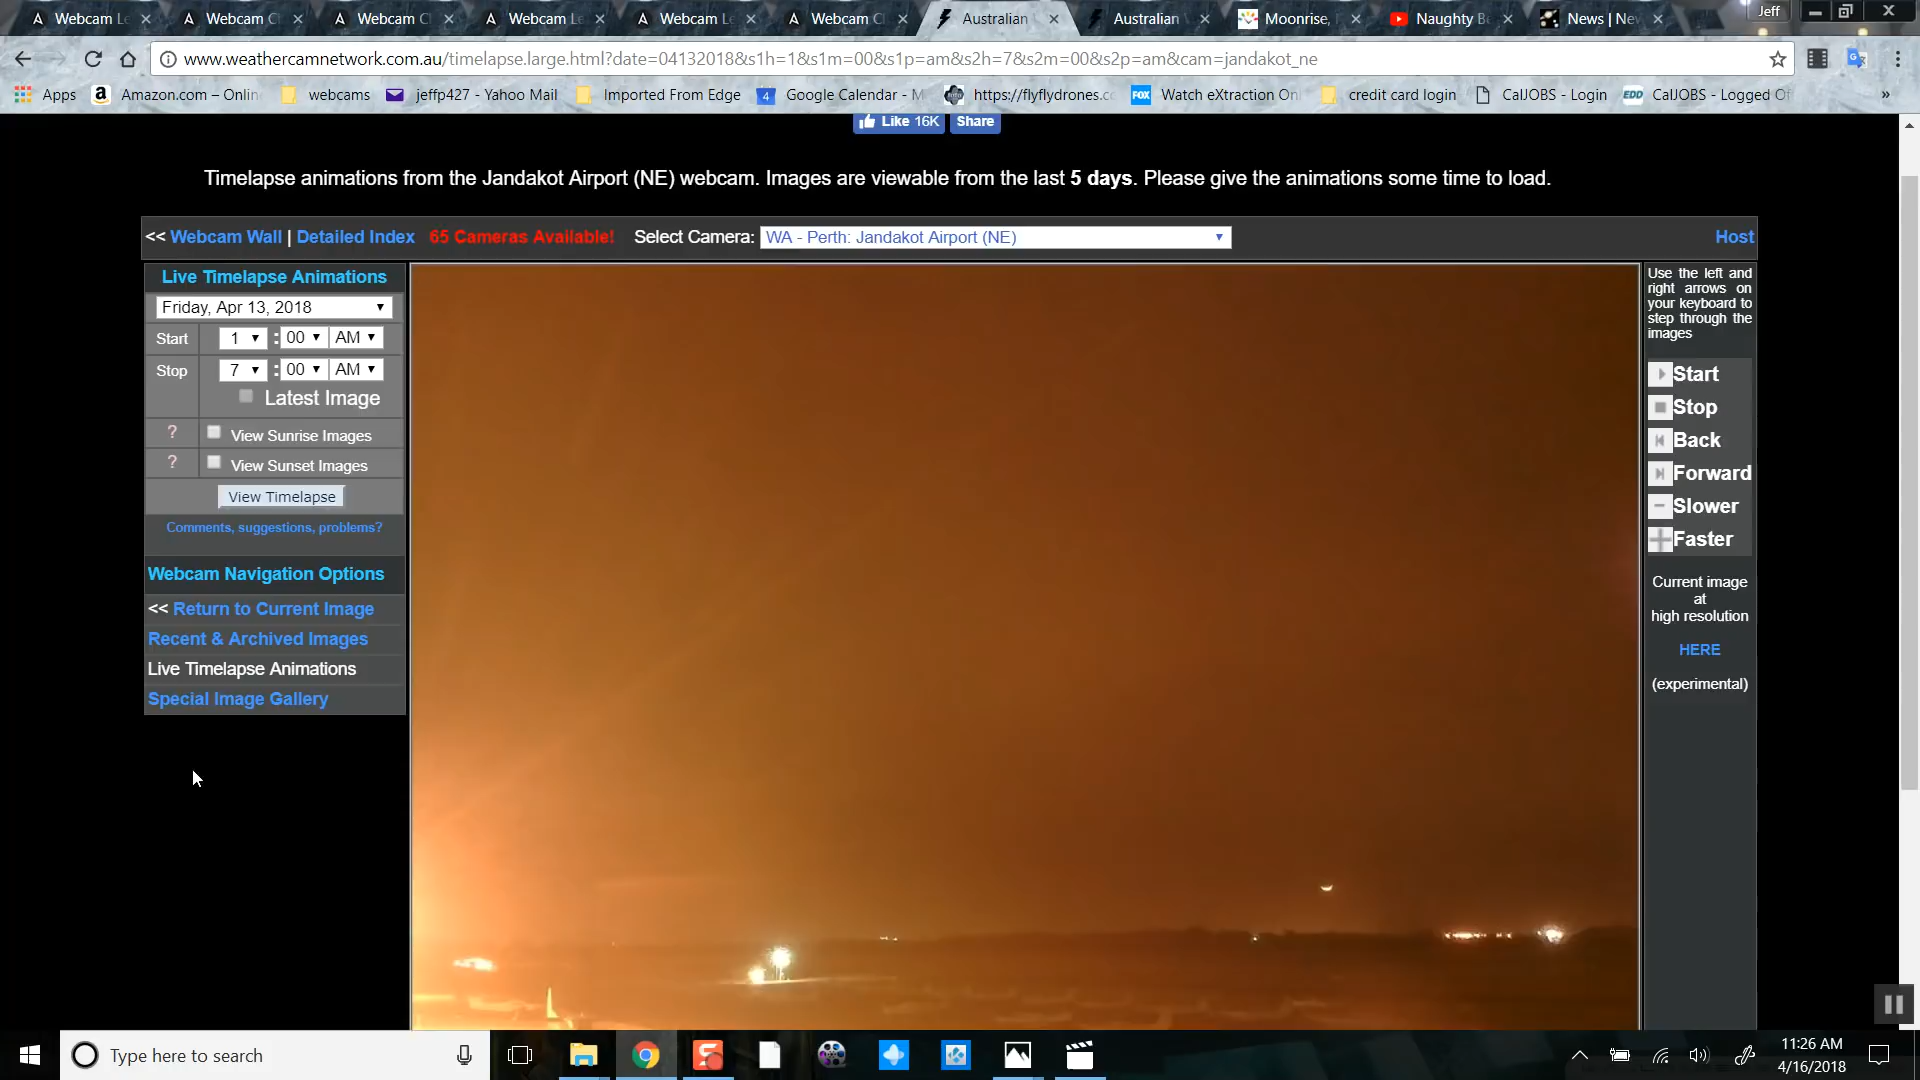 Webcam Le
Webcam C
Webcam C
Webcam Le
Webcam Le
Webcam C
Australian
Australian
Moonrise,
Naughty Be
News | Ne
Jeff
www.weathercamnetwork.com.au/timelapse.large.html?date=04132018&s1h=1&s1m=00&s1p=am&s2h=7&s2m=00&s2p=am&cam=jandakot_ne
Apps
Amazon.com – Onlin
webcams
jeffp427 - Yahoo Mail
Imported From Edge
4
Google Calendar - M
https://flyflydrones.c
FOX
Watch eXtraction On
credit card login
CalJOBS - Login
EDD
CalJOBS - Logged Of
»
Like 16K
Share
Timelapse animations from the Jandakot Airport (NE) webcam. Images are viewable from the last 5 days. Please give the animations some time to load.
<< Webcam Wall | Detailed Index 65 Cameras Available! Select Camera: WA - Perth: Jandakot Airport (NE)
Host
Live Timelapse Animations
Friday, Apr 13, 2018
Start 1 : 00 AM
Stop 7 : 00 AM
Latest Image
? View Sunrise Images
? View Sunset Images
View Timelapse
Comments, suggestions, problems?
Webcam Navigation Options
<< Return to Current Image
Recent & Archived Images
Live Timelapse Animations
Special Image Gallery
Use the left and
right arrows on
your keyboard to
step through the
images
Start
Stop
Back
Forward
Slower
Faster
Current image
at
high resolution
HERE
(experimental)
Type here to search
11:26 AM
4/16/2018